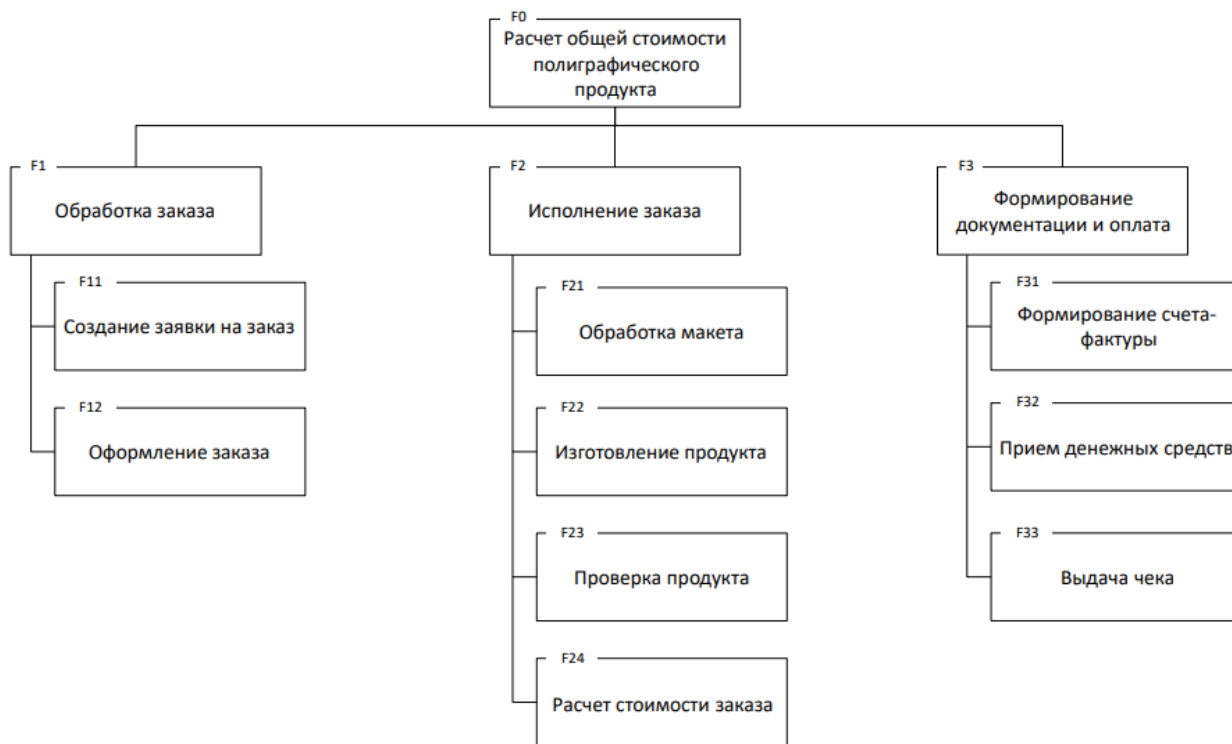 F0
Расчет общей стоимости
полиграфического
продукта
F1
Обработка заказа
F11
Создание заявки на заказ
F12
Оформление заказа
F2
Исполнение заказа
F21
Обработка макета
F22
Изготовление продукта
F23
Проверка продукта
F24
Расчет стоимости заказа
F3
Формирование
документации и оплата
F31
Формирование счета-
фактуры
F32
Прием денежных средств
F33
Выдача чека